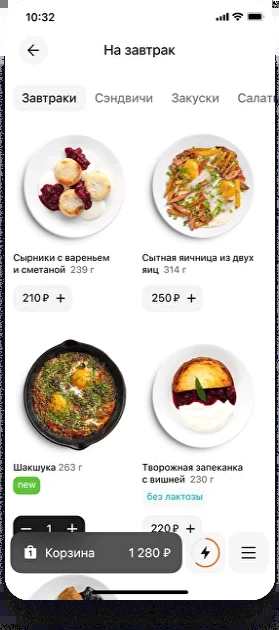 10:32
На завтрак
Завтраки Сэндвичи Закуски Салаты
Сырники с вареньем
и сметаной 239 г
210 ₽ +
Сытная яичница из двух
яиц 314 г
250 ₽ +
Шакшука 263 г
new
− 1 +
Творожная запеканка
с вишней 230 г
без лактозы
220 ₽ +
Корзина 1 280 ₽